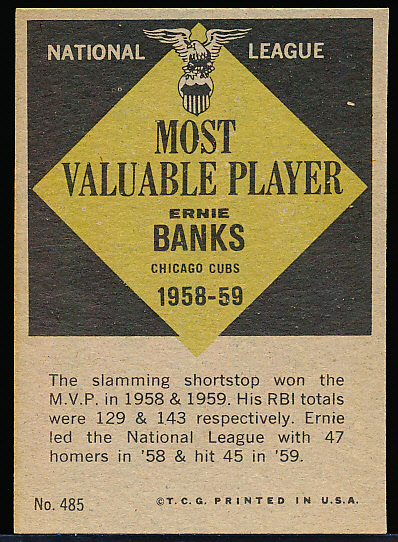 NATIONAL LEAGUE
MOST
VALUABLE PLAYER
ERNIE
BANKS
CHICAGO CUBS
1958-59
The slamming shortstop won the
M.V.P. in 1958 & 1959. His RBI totals
were 129 & 143 respectively. Ernie
led the National League with 47
homers in '58 & hit 45 in '59.
No. 485 ©T.C.G. PRINTED IN U.S.A.